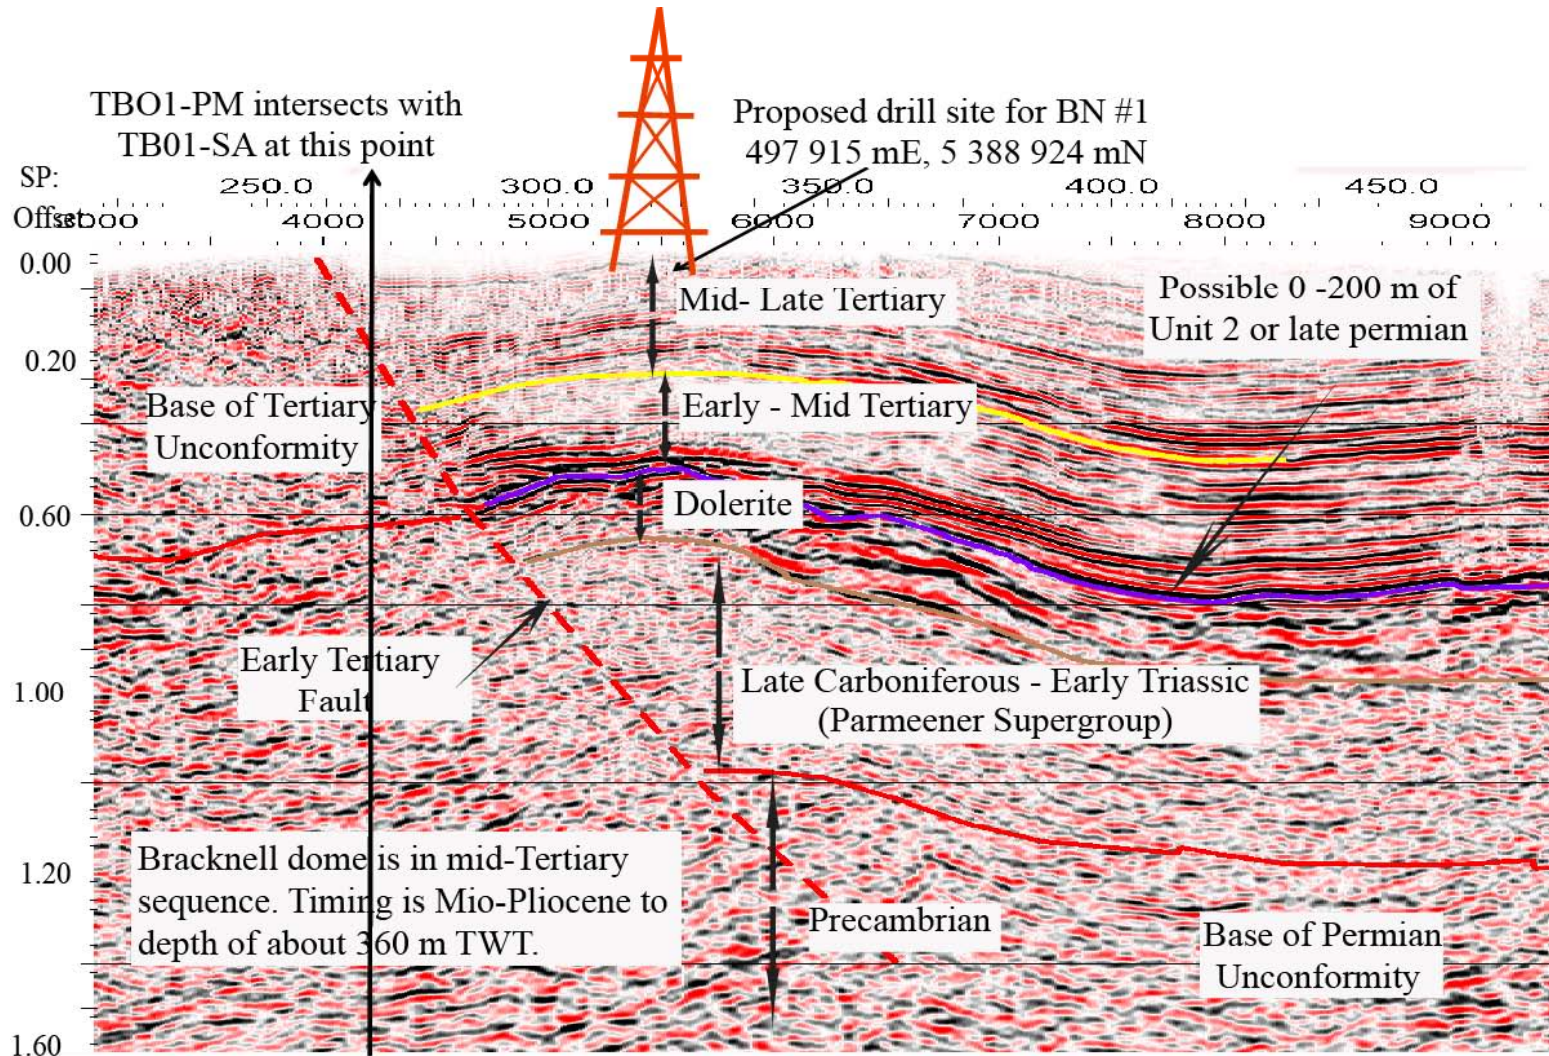 TBO1-PM intersects with
TB01-SA at this point
Proposed drill site for BN #1
497 915 mE, 5 388 924 mN
SP:
250.0 300.0 350.0 400.0 450.0
Offset 4000 5000 6000 7000 8000 9000
0.00
Mid- Late Tertiary
Possible 0 -200 m of
Unit 2 or late permian
0.20
Base of Tertiary
Unconformity
Early - Mid Tertiary
0.60
Dolerite
Early Tertiary
Fault
1.00
Late Carboniferous - Early Triassic
(Parmeener Supergroup)
1.20
Bracknell dome is in mid-Tertiary
sequence. Timing is Mio-Pliocene to
depth of about 360 m TWT.
Precambrian
Base of Permian
Unconformity
1.60